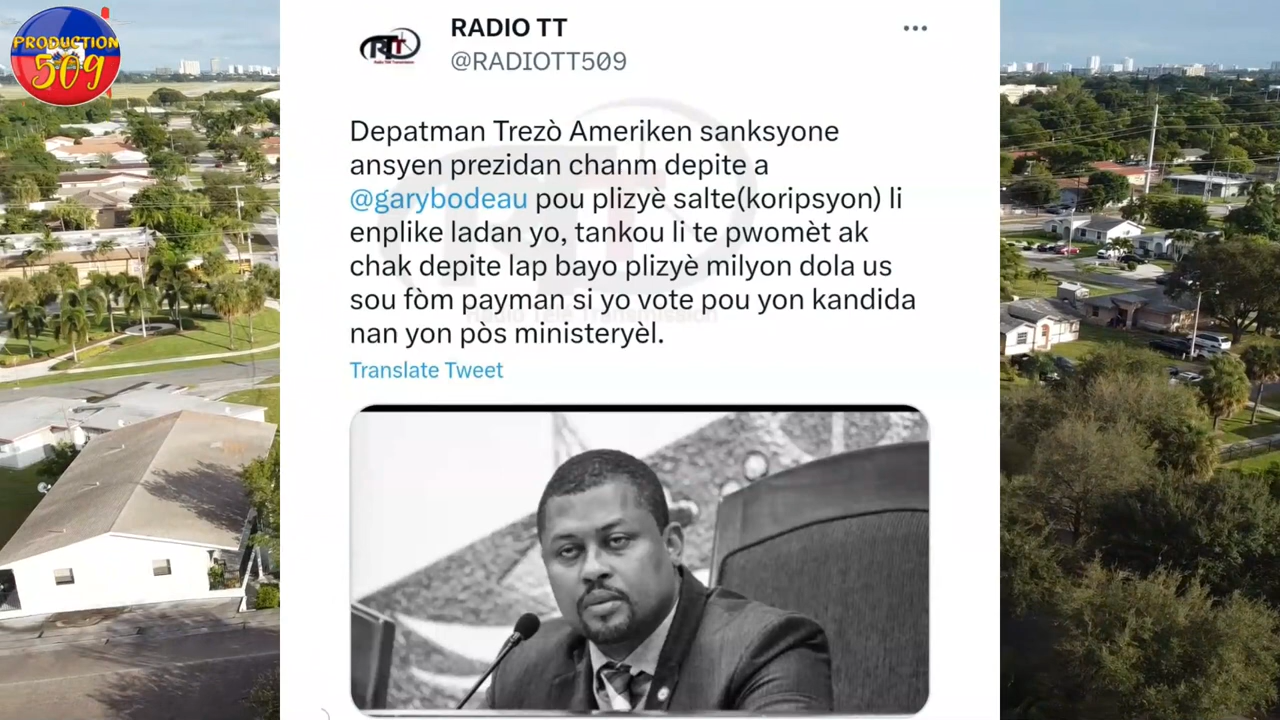 PRODUCTION
509
RADIO TT
@RADIOTT509
RTT
Depatman Trezò Ameriken sanksyone
ansyen prezidan chanm depite a
@garybodeau pou plizyè salte(koripsyon) li
enplike ladan yo, tankou li te pwomèt ak
chak depite lap bayo plizyè milyon dola us
sou fòm payman si yo vote pou yon kandida
nan yon pòs ministeryèl.
Translate Tweet